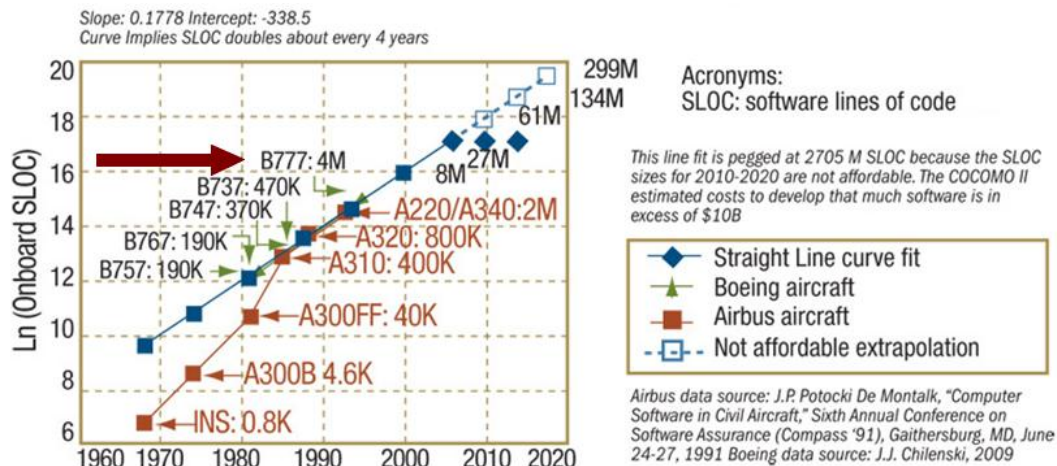 Slope: 0.1778 Intercept: -338.5
Curve Implies SLOC doubles about every 4 years
Ln (Onboard SLOC)
20
18
16
14
12
10
8
6
1960
1970
1980
1990
2000
2010
2020
299M
134M
61M
27M
8M
B777: 4M
B737: 470K
B747: 370K
B767: 190K
B757: 190K
A220/A340:2M
A320: 800K
A310: 400K
A300FF: 40K
A300B 4.6K
INS: 0.8K
Acronyms:
SLOC: software lines of code
This line fit is pegged at 2705 M SLOC because the SLOC
sizes for 2010-2020 are not affordable. The COCOMO II
estimated costs to develop that much software is in
excess of $10B
Straight Line curve fit
Boeing aircraft
Airbus aircraft
Not affordable extrapolation
Airbus data source: J.P. Potocki De Montalk, "Computer
Software in Civil Aircraft," Sixth Annual Conference on
Software Assurance (Compass '91), Gaithersburg, MD, June
24-27, 1991 Boeing data source: J.J. Chilenski, 2009